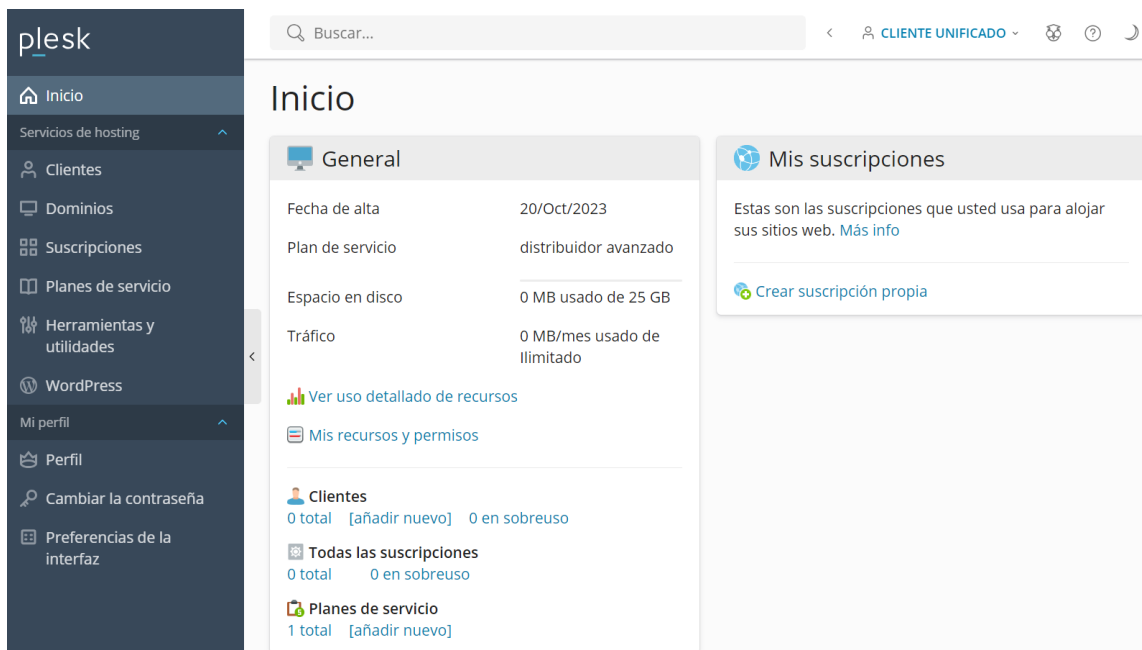 plesk
Buscar...
CLIENTE UNIFICADO
Inicio
Servicios de hosting
Clientes
Dominios
Suscripciones
Planes de servicio
Herramientas y
utilidades
WordPress
Mi perfil
Perfil
Cambiar la contraseña
Preferencias de la
interfaz
Inicio
General
Fecha de alta 20/Oct/2023
Plan de servicio distribuidor avanzado
Espacio en disco 0 MB usado de 25 GB
Tráfico 0 MB/mes usado de
Ilimitado
Ver uso detallado de recursos
Mis recursos y permisos
Clientes
0 total [añadir nuevo] 0 en sobreuso
Todas las suscripciones
0 total 0 en sobreuso
Planes de servicio
1 total [añadir nuevo]
Mis suscripciones
Estas son las suscripciones que usted usa para alojar
sus sitios web. Más info
Crear suscripción propia